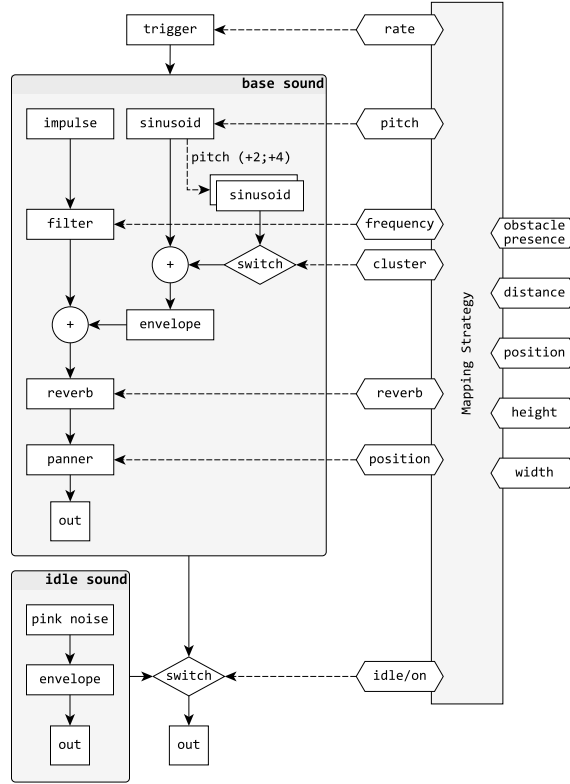 trigger
rate
base sound
impulse
sinusoid
pitch
pitch (+2;+4)
sinusoid
filter
frequency
obstacle
presence
+
switch
cluster
distance
+
envelope
Mapping Strategy
position
reverb
reverb
height
panner
position
width
out
idle sound
pink noise
envelope
switch
idle/on
out
out